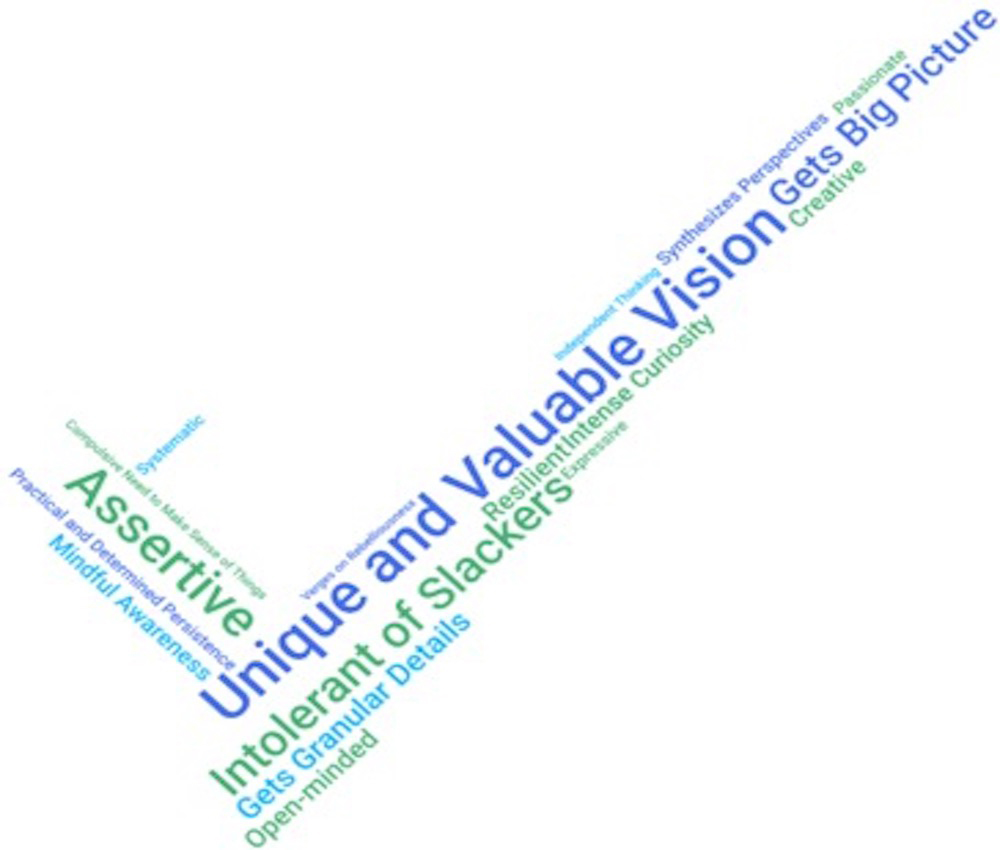 Compulsive Need to Make Sense of Things
Systematic
Assertive
Practical and Determined Persistence
Mindful Awareness
Verges on Rebelliousness
Unique and Valuable Vision
Independent Thinking
Synthesizes Perspectives
Passionate
Gets Big Picture
Creative
Intense Curiosity
Resilient
Expressive
Intolerant of Slackers
Gets Granular Details
Open-minded